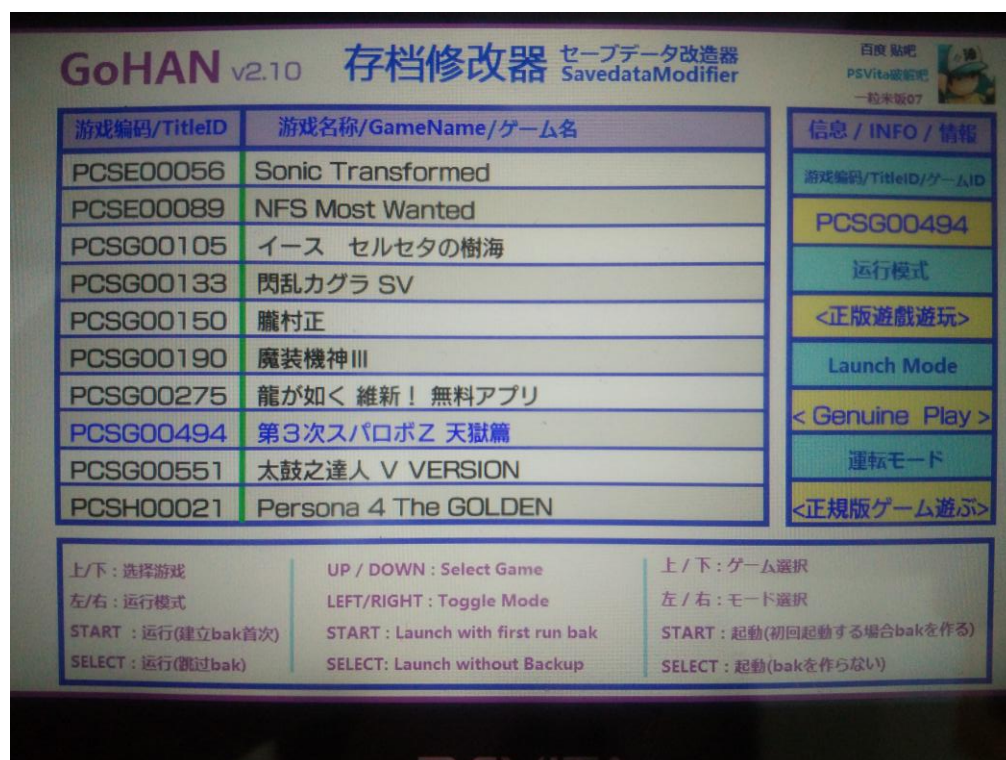 GoHAN v2.10 存档修改器 セーブデータ改造器
SavedataModifier
百度 贴吧
PSVita破解吧
一粒米饭07
游戏编码/TitleID 游戏名称/GameName/ゲーム名
PCSE00056 Sonic Transformed
PCSE00089 NFS Most Wanted
PCSG00105 イース セルセタの樹海
PCSG00133 閃乱カグラ SV
PCSG00150 朧村正
PCSG00190 魔装機神III
PCSG00275 龍が如く 維新! 無料アプリ
PCSG00494 第3次スパロボZ 天獄篇
PCSG00551 太鼓之達人 V VERSION
PCSH00021 Persona 4 The GOLDEN
信息 / INFO / 情報
游戏编码/TitleID/ゲームID
PCSG00494
运行模式
<正版遊戲遊玩>
Launch Mode
< Genuine Play >
運転モード
<正規版ゲーム遊ぶ>
上/下:选择游戏
左/右:运行模式
START :运行(建立bak首次)
SELECT:运行(跳过bak)
UP / DOWN : Select Game
LEFT/RIGHT : Toggle Mode
START : Launch with first run bak
SELECT: Launch without Backup
上 / 下:ゲーム選択
左 / 右:モード選択
START:起動(初回起動する場合bakを作る)
SELECT:起動(bakを作らない)